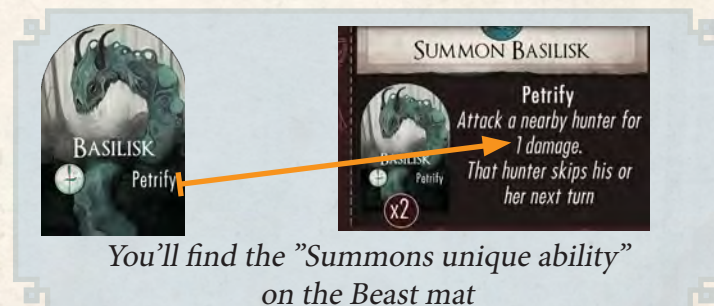 BASILISK
Petrify
SUMMON BASILISK
Petrify
Attack a nearby hunter for
1 damage.
That hunter skips his or
her next turn
BASILISK
Petrify
x2
You'll find the ”Summons unique ability”
on the Beast mat